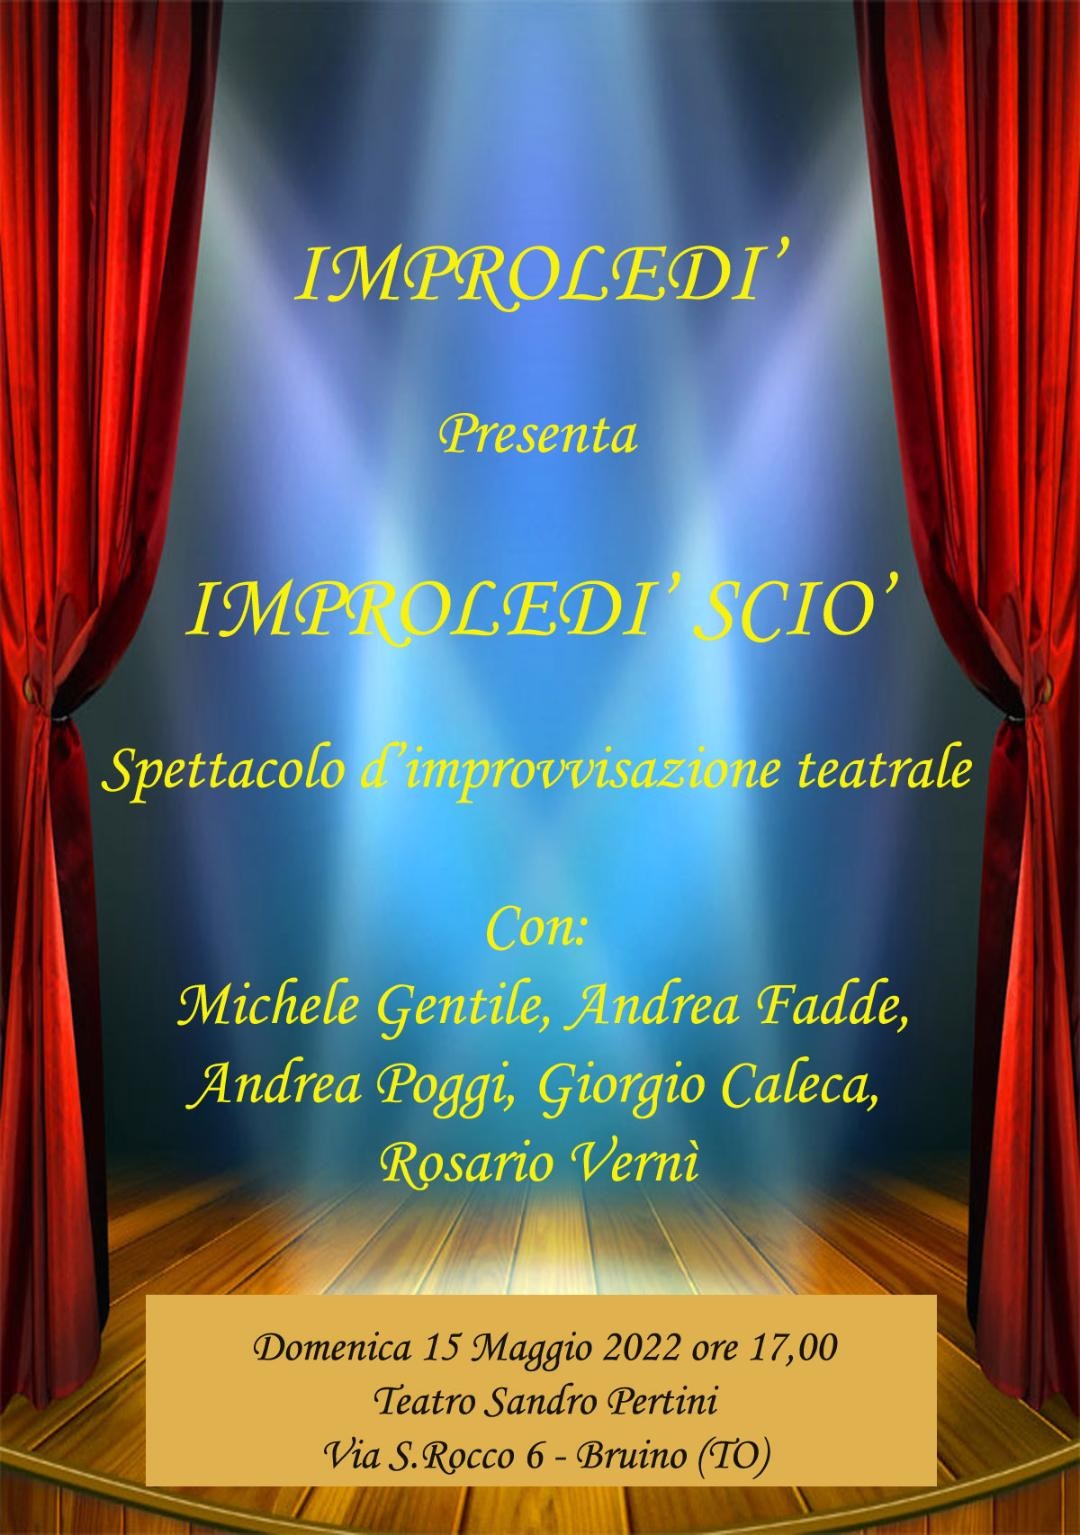 IMPROLEDI’
Presenta
IMPROLEDI’ SCIO’
Spettacolo d’improvvisazione teatrale
Con:
Michele Gentile, Andrea Fadde,
Andrea Poggi, Giorgio Caleca,
Rosario Vernì
Domenica 15 Maggio 2022 ore 17,00
Teatro Sandro Pertini
Via S.Rocco 6 - Bruino (TO)